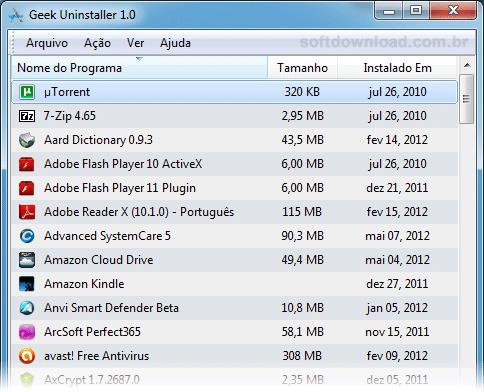 Geek Uninstaller 1.0
Arquivo Ação Ver Ajuda softdownload.com.br
Nome do Programa Tamanho Instalado Em
µTorrent 320 KB jul 26, 2010
7-Zip 4.65 2,95 MB jul 26, 2010
Aard Dictionary 0.9.3 43,5 MB fev 14, 2012
Adobe Flash Player 10 ActiveX 6,00 MB jul 26, 2010
Adobe Flash Player 11 Plugin 6,00 MB dez 21, 2011
Adobe Reader X (10.1.0) - Português 115 MB fev 15, 2012
Advanced SystemCare 5 90,3 MB mai 07, 2012
Amazon Cloud Drive 49,4 MB mai 04, 2012
Amazon Kindle dez 27, 2011
Anvi Smart Defender Beta 10,8 MB jan 05, 2012
ArcSoft Perfect365 58,1 MB nov 15, 2011
avast! Free Antivirus 308 MB fev 09, 2012
AxCrypt 1.7.2687.0 2,35 MB dez 05, 2011